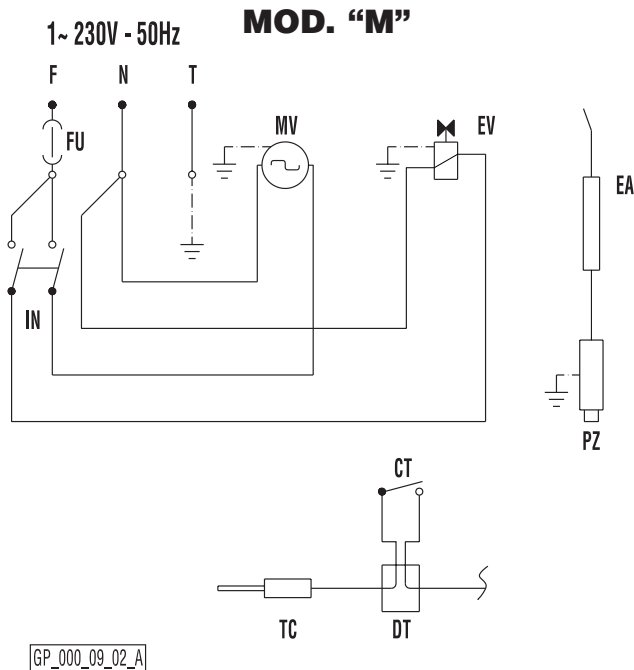 MOD. “M”
1~ 230V - 50Hz
F N T
FU
MV
EV
EA
IN
PZ
CT
TC
DT
GP_000_09_02_A